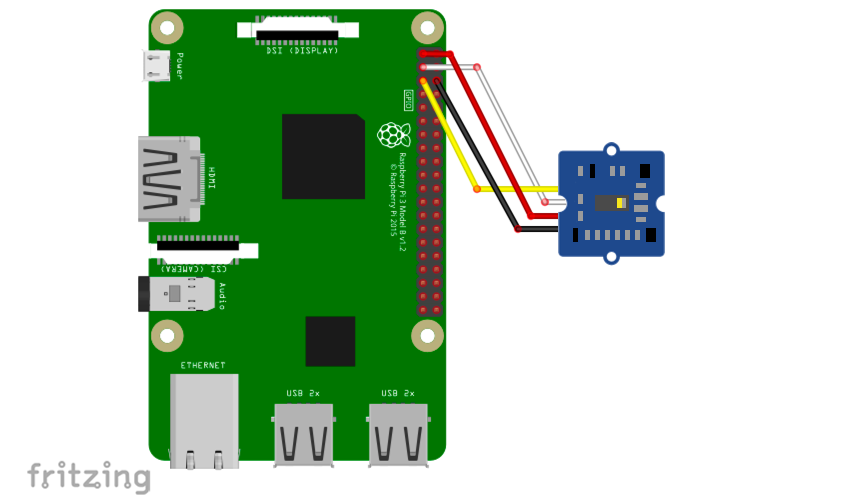 DSI (DISPLAY)
Power
GPIO
HDMI
Raspberry Pi 3 Model B v1.2
© Raspberry Pi 2015
CSI (CAMERA)
Audio
ETHERNET
USB 2x
USB 2x
fritzing